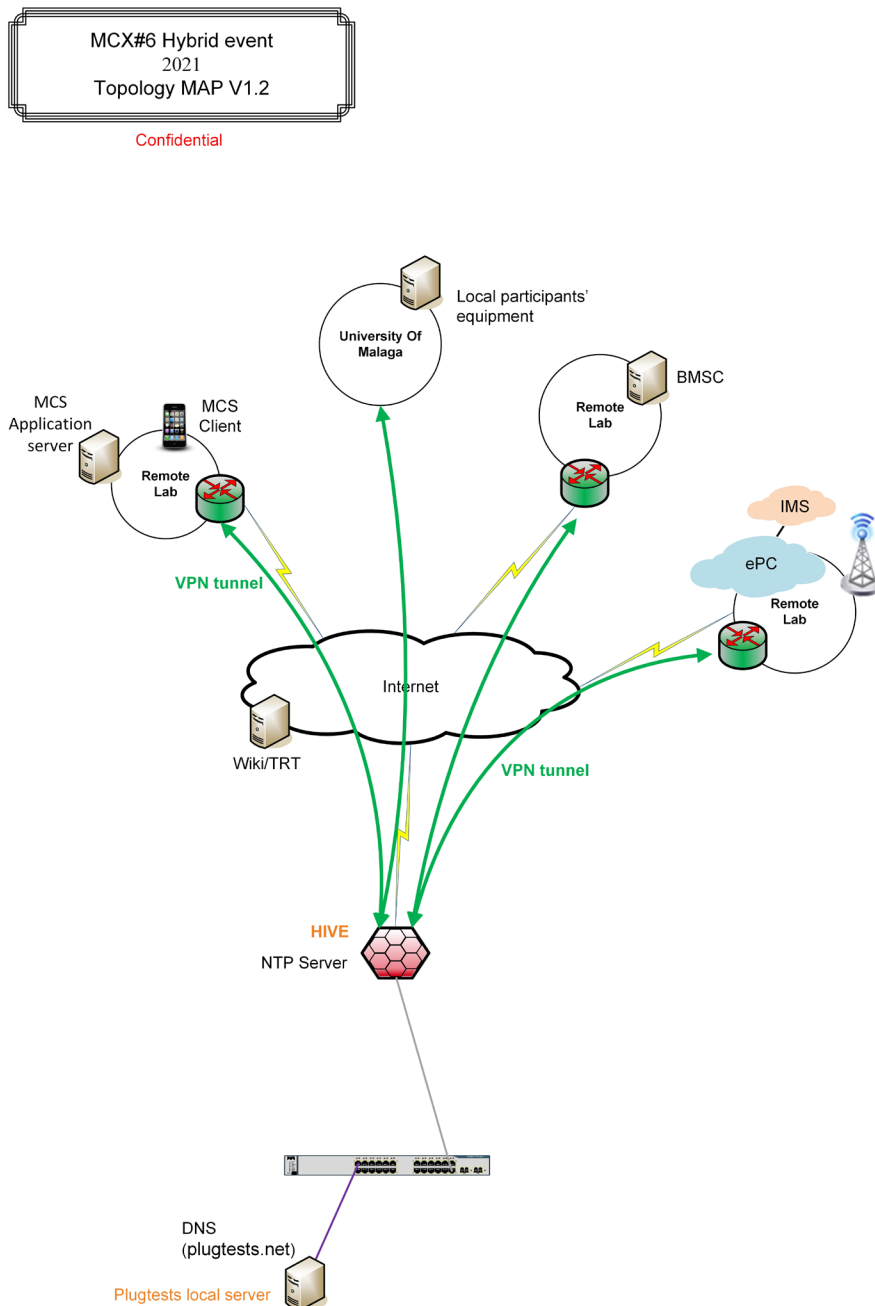 MCX#6 Hybrid event
2021
Topology MAP V1.2
Confidential
Local participants'
equipment
University Of
Malaga
BMSC
Remote
Lab
MCS
Application
server
MCS
Client
Remote
Lab
IMS
ePC
Remote
Lab
VPN tunnel
Internet
Wiki/TRT
VPN tunnel
HIVE
NTP Server
DNS
(plugtests.net)
Plugtests local server